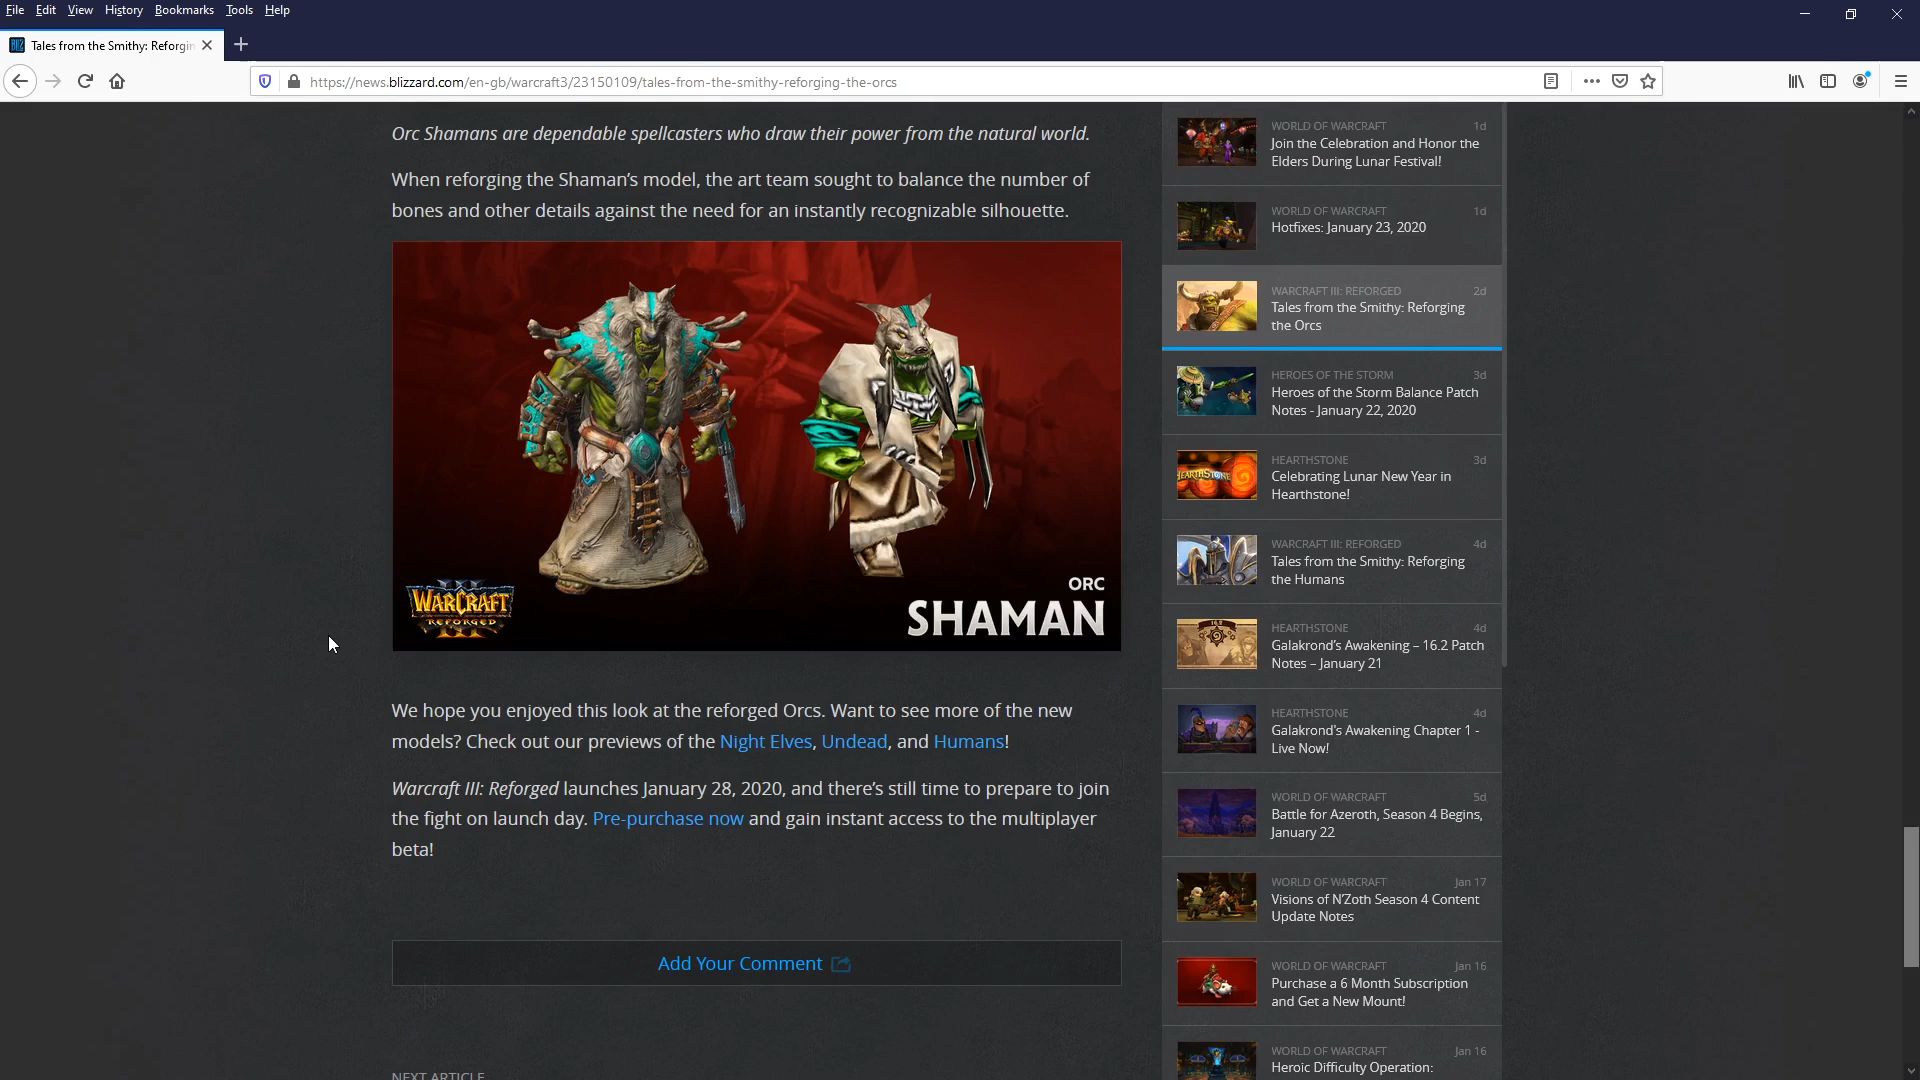 File Edit View History Bookmarks Tools Help
Tales from the Smithy: Reforgin
https://news.blizzard.com/en-gb/warcraft3/23150109/tales-from-the-smithy-reforging-the-orcs
Orc Shamans are dependable spellcasters who draw their power from the natural world.
When reforging the Shaman's model, the art team sought to balance the number of
bones and other details against the need for an instantly recognizable silhouette.
WARCRAFT
III
REFORGED
ORC
SHAMAN
We hope you enjoyed this look at the reforged Orcs. Want to see more of the new
models? Check out our previews of the Night Elves, Undead, and Humans!
Warcraft III: Reforged launches January 28, 2020, and there's still time to prepare to join
the fight on launch day. Pre-purchase now and gain instant access to the multiplayer
beta!
Add Your Comment
NEXT ARTICLE
WORLD OF WARCRAFT 1d
Join the Celebration and Honor the
Elders During Lunar Festival!
WORLD OF WARCRAFT 1d
Hotfixes: January 23, 2020
WARCRAFT III: REFORGED 2d
Tales from the Smithy: Reforging
the Orcs
HEROES OF THE STORM 3d
Heroes of the Storm Balance Patch
Notes - January 22, 2020
HEARTHSTONE
HEARTHSTONE 3d
Celebrating Lunar New Year in
Hearthstone!
WARCRAFT III: REFORGED 4d
Tales from the Smithy: Reforging
the Humans
16.2
HEARTHSTONE 4d
Galakrond's Awakening – 16.2 Patch
Notes – January 21
HEARTHSTONE 4d
Galakrond's Awakening Chapter 1 -
Live Now!
WORLD OF WARCRAFT 5d
Battle for Azeroth, Season 4 Begins,
January 22
WORLD OF WARCRAFT Jan 17
Visions of N'Zoth Season 4 Content
Update Notes
WORLD OF WARCRAFT Jan 16
Purchase a 6 Month Subscription
and Get a New Mount!
WORLD OF WARCRAFT Jan 16
Heroic Difficulty Operation: